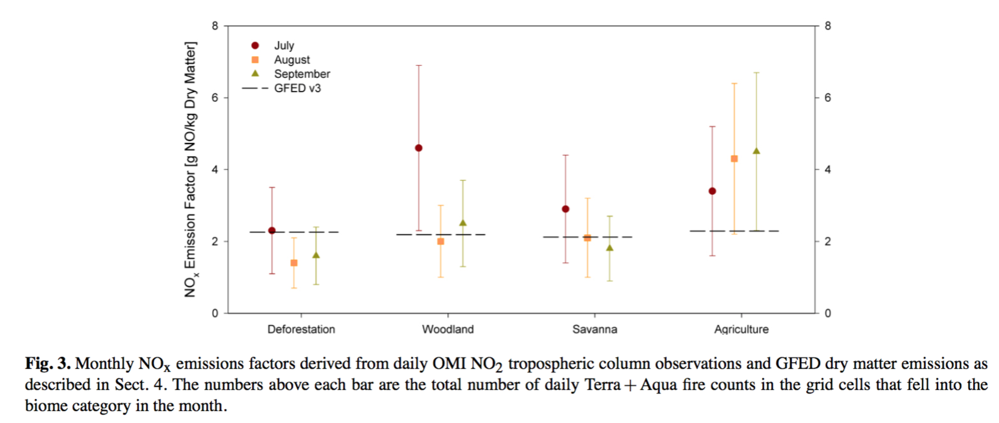 8
8
NOx Emission Factor [g NO/kg Dry Matter]
July
August
September
GFED v3
6
6
4
4
2
2
0
0
Deforestation Woodland Savanna Agriculture
Fig. 3. Monthly NOx emissions factors derived from daily OMI NO2 tropospheric column observations and GFED dry matter emissions as
described in Sect. 4. The numbers above each bar are the total number of daily Terra + Aqua fire counts in the grid cells that fell into the
biome category in the month.